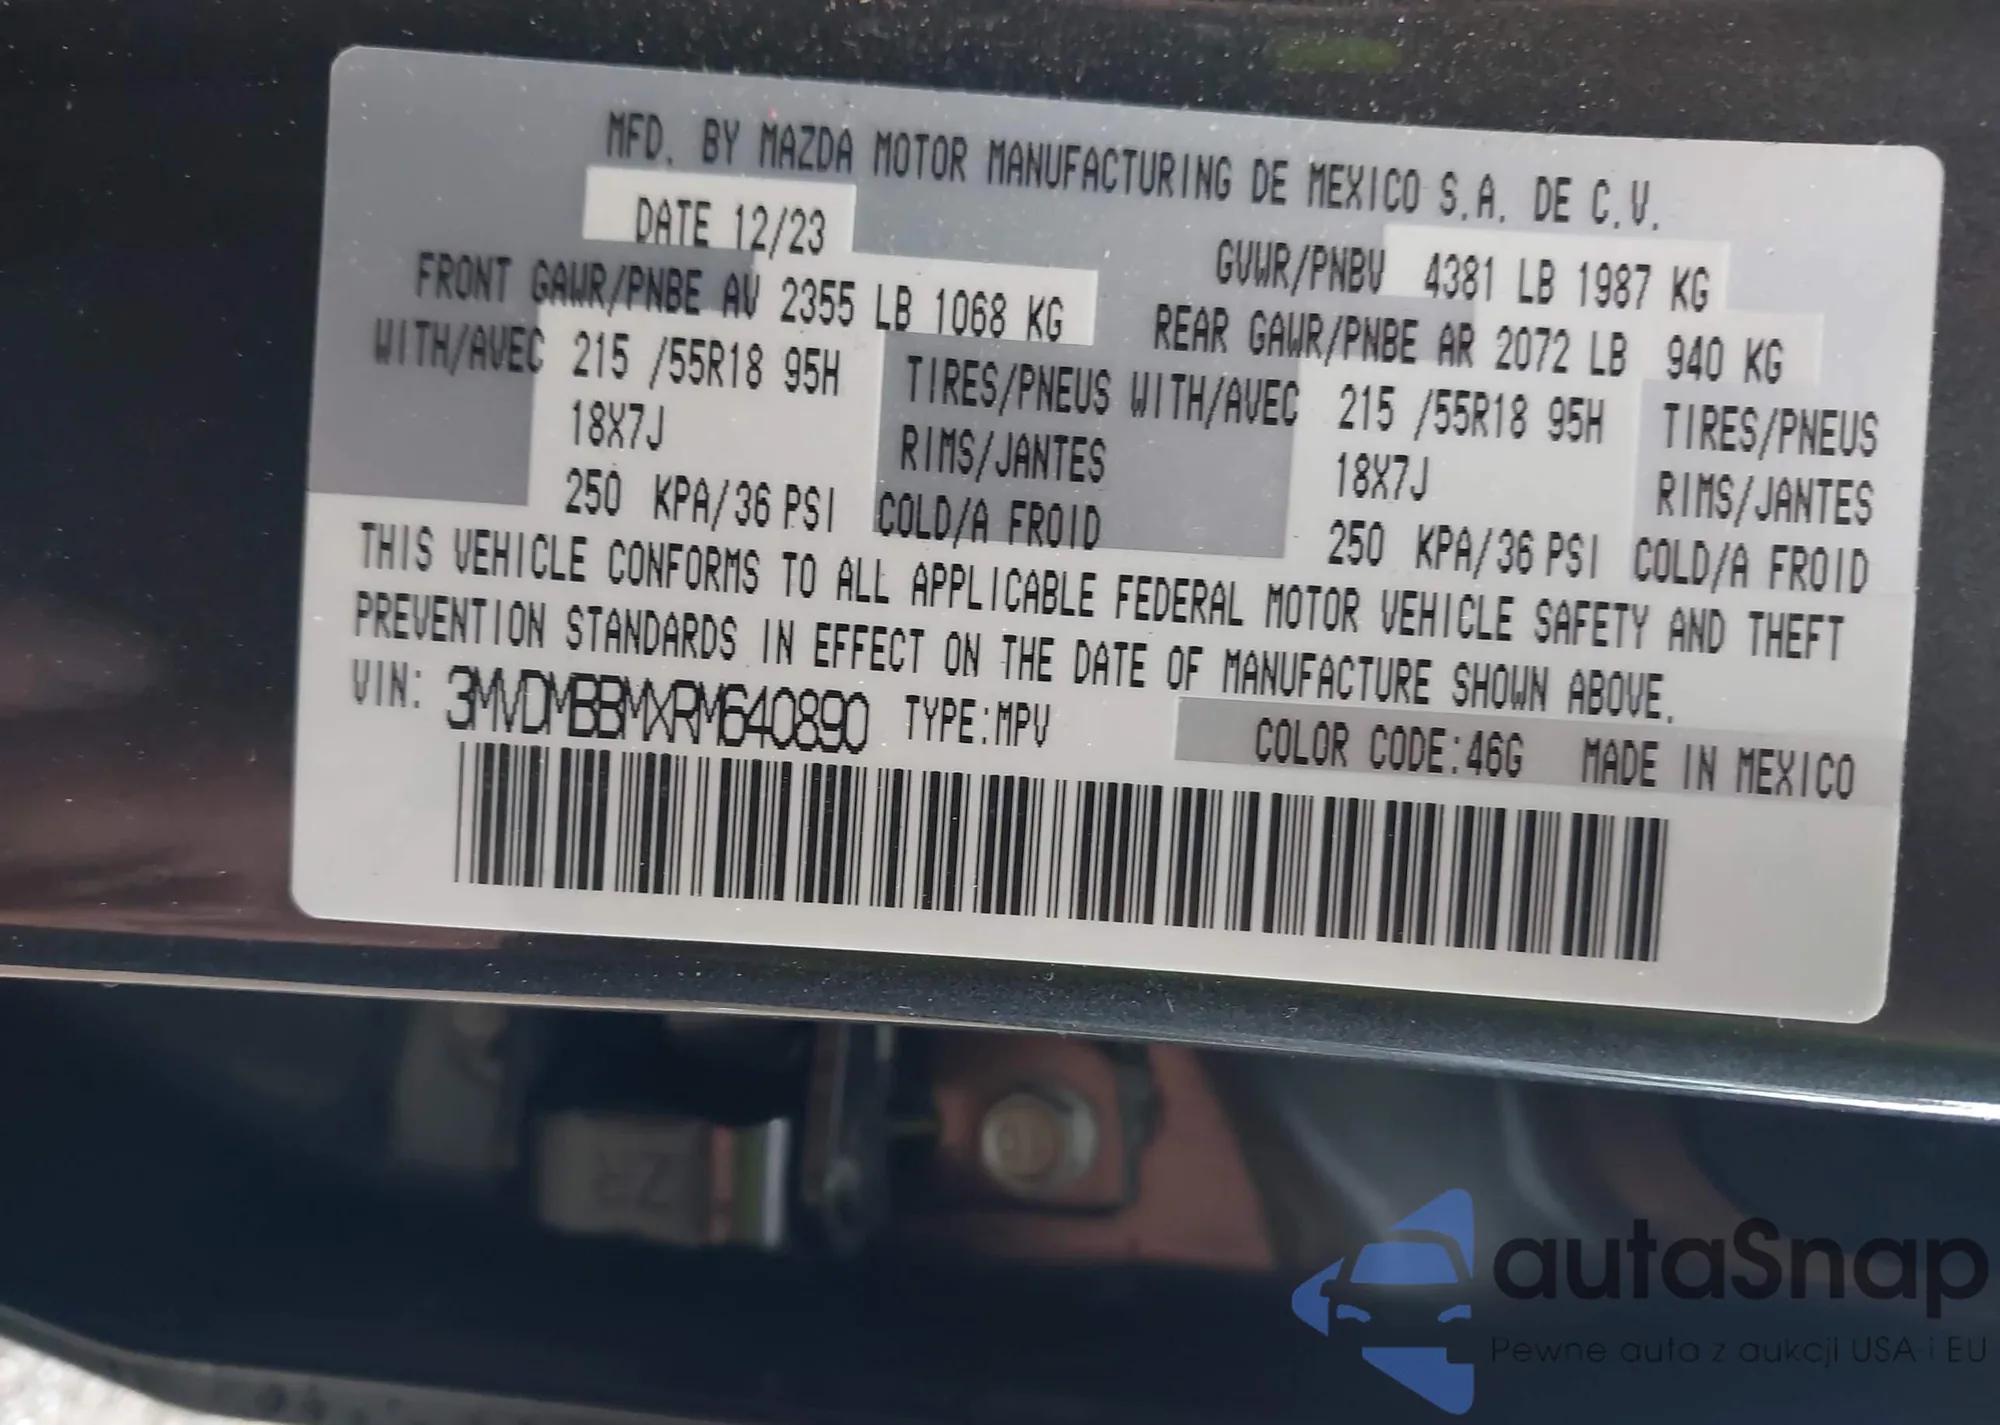 MFD. BY MAZDA MOTOR MANUFACTURING DE MEXICO S.A. DE C.V.
DATE 12/23 GVWR/PNBV 4381 LB 1987 KG
FRONT GAWR/PNBE AV 2355 LB 1068 KG REAR GAWR/PNBE AR 2072 LB 940 KG
WITH/AVEC 215 /55R18 95H TIRES/PNEUS WITH/AVEC 215 /55R18 95H TIRES/PNEUS
18X7J RIMS/JANTES 18X7J RIMS/JANTES
250 KPA/36 PSI COLD/A FROID 250 KPA/36 PSI COLD/A FROID
THIS VEHICLE CONFORMS TO ALL APPLICABLE FEDERAL MOTOR VEHICLE SAFETY AND THEFT
PREVENTION STANDARDS IN EFFECT ON THE DATE OF MANUFACTURE SHOWN ABOVE.
VIN: 3MVDMBBMXRM640890 TYPE:MPV COLOR CODE:46G MADE IN MEXICO
autaSnap
Pewne auta z aukcji USA i EU